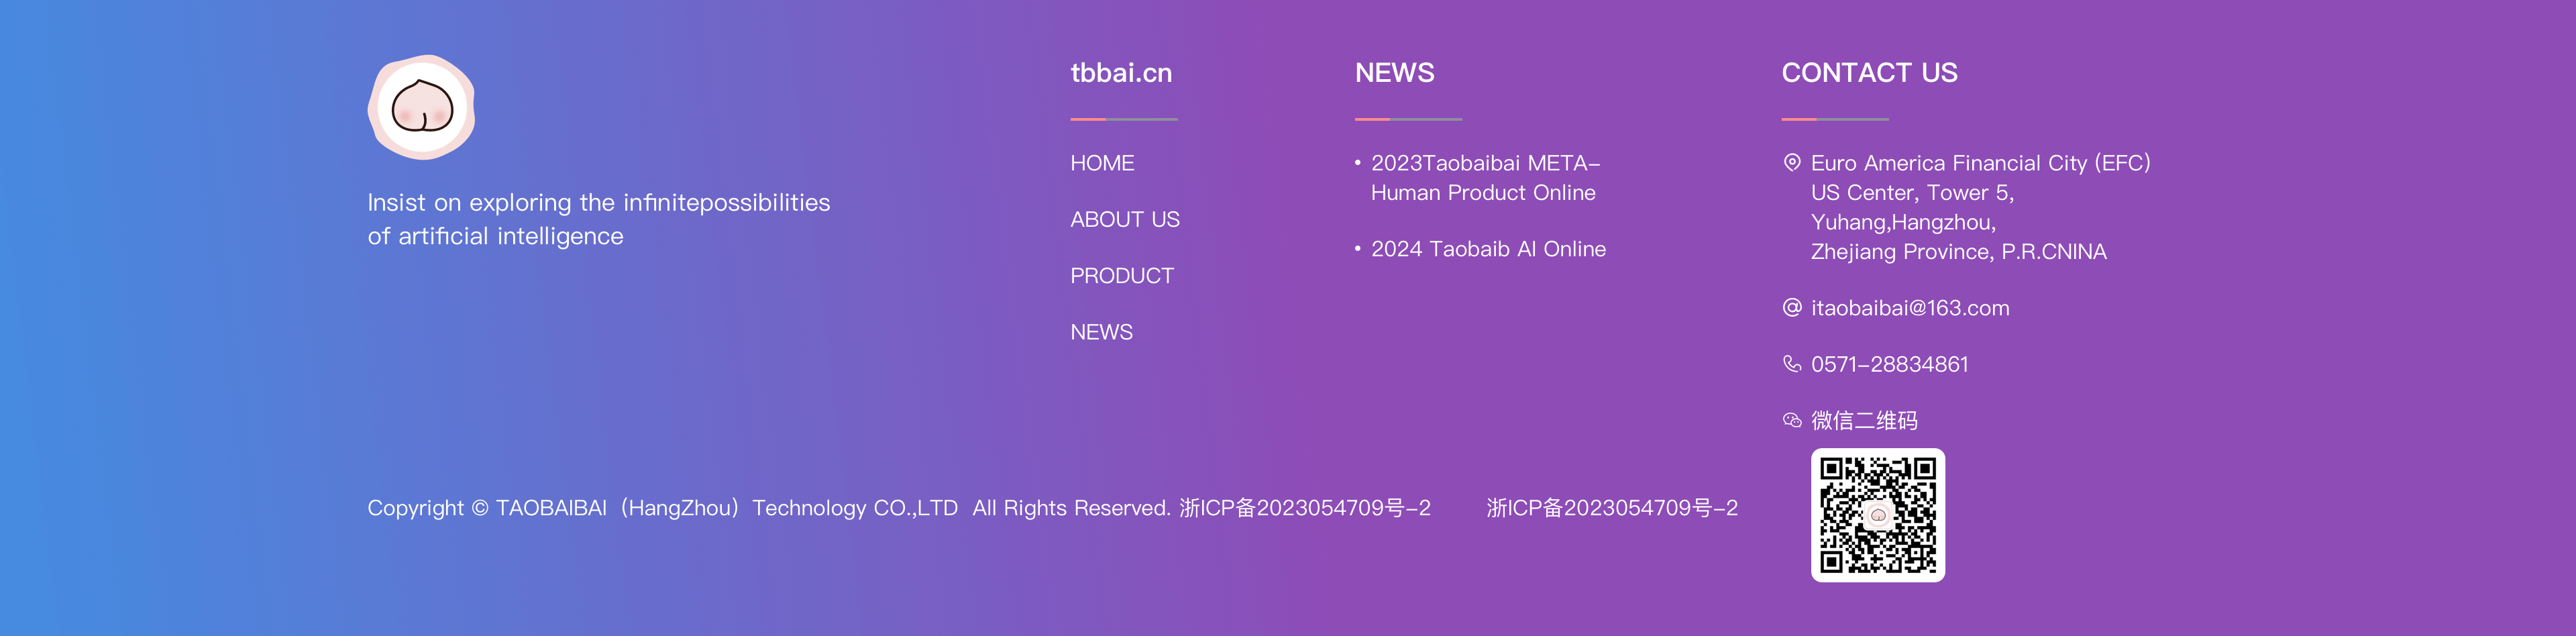 Insist on exploring the infinitepossibilities
of artificial intelligence
tbbai.cn
HOME
ABOUT US
PRODUCT
NEWS
NEWS
• 2023Taobaibai META-
Human Product Online
• 2024 Taobaib AI Online
CONTACT US
Euro America Financial City (EFC)
US Center, Tower 5,
Yuhang,Hangzhou,
Zhejiang Province, P.R.CNINA
itaobaibai@163.com
0571-28834861
微信二维码
Copyright © TAOBAIBAI（HangZhou）Technology CO.,LTD All Rights Reserved. 浙ICP备2023054709号-2 浙ICP备2023054709号-2